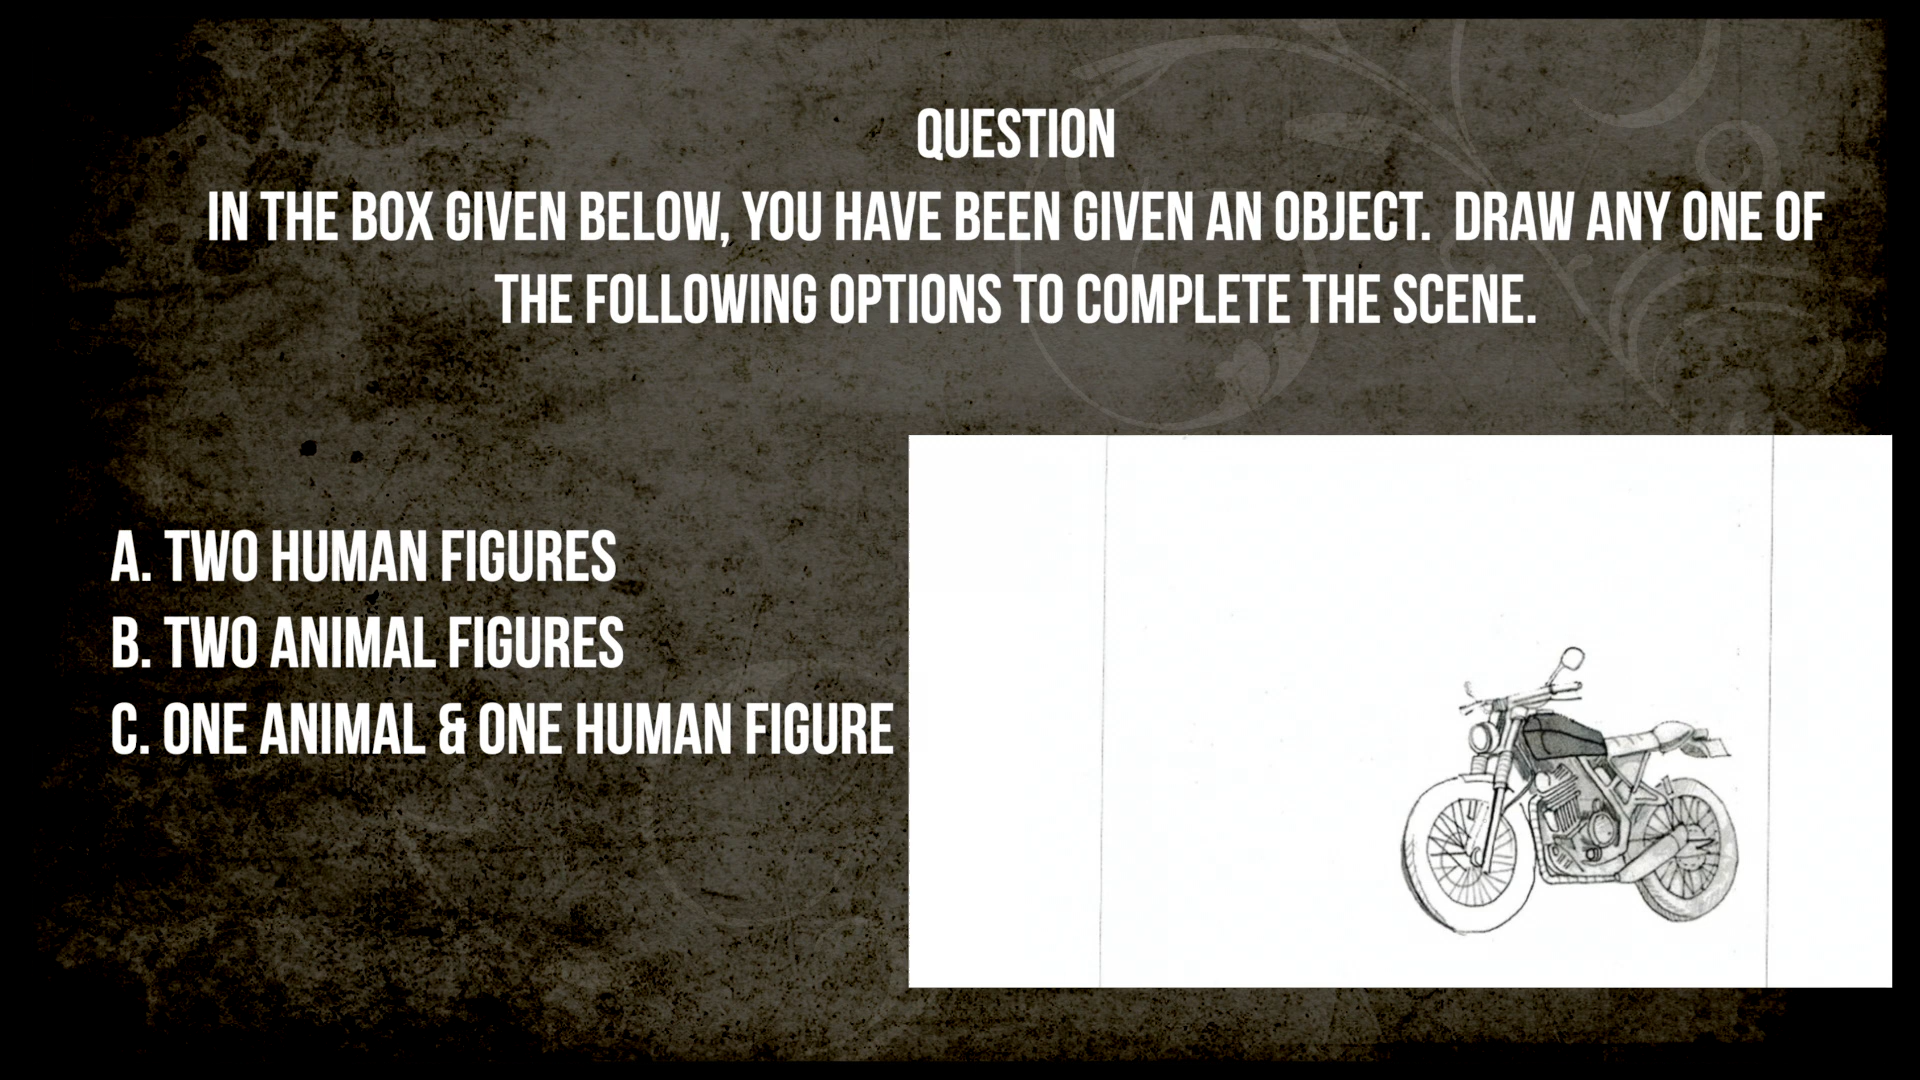 QUESTION
IN THE BOX GIVEN BELOW, YOU HAVE BEEN GIVEN AN OBJECT. DRAW ANY ONE OF
THE FOLLOWING OPTIONS TO COMPLETE THE SCENE.
A. TWO HUMAN FIGURES
B. TWO ANIMAL FIGURES
C. ONE ANIMAL & ONE HUMAN FIGURE